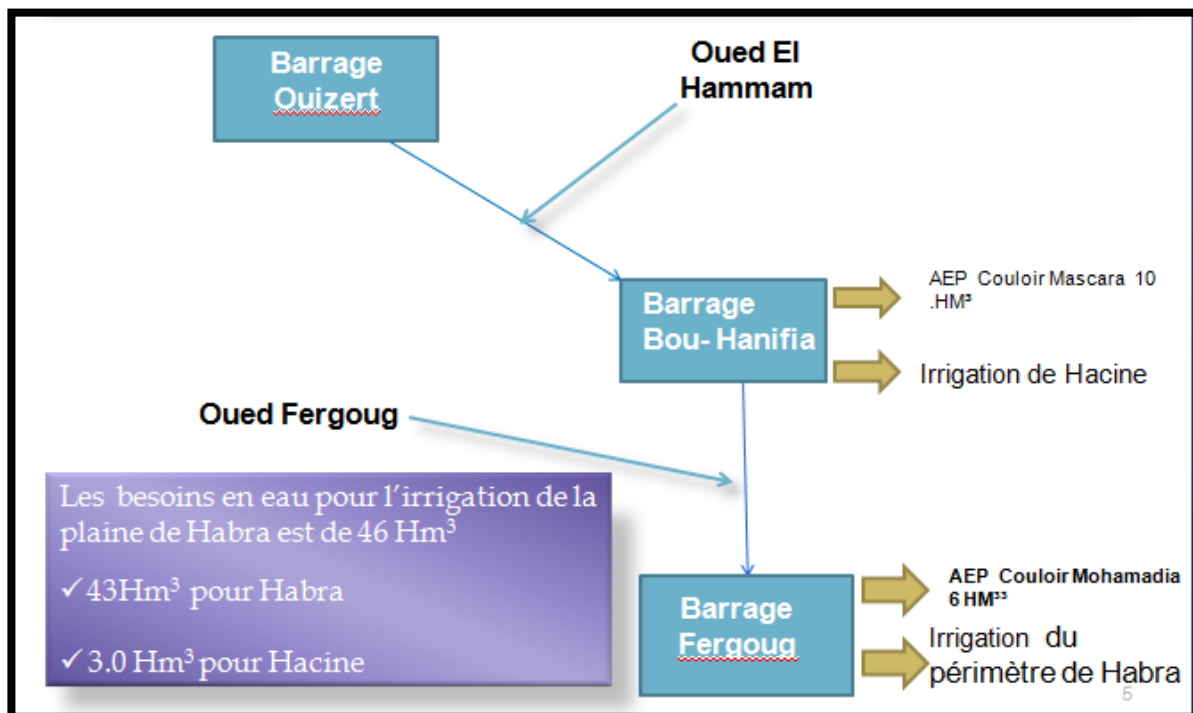 Barrage
Ouizert
Oued El
Hammam
AEP Couloir Mascara 10
.HM³
Barrage
Bou- Hanifia
Irrigation de Hacine
Oued Fergoug
Les besoins en eau pour l'irrigation de la
plaine de Habra est de 46 Hm³
✓ 43Hm³ pour Habra
✓ 3.0 Hm³ pour Hacine
AEP Couloir Mohamadia
6 HM³³
Barrage
Fergoug
Irrigation du
périmètre de Habra
5